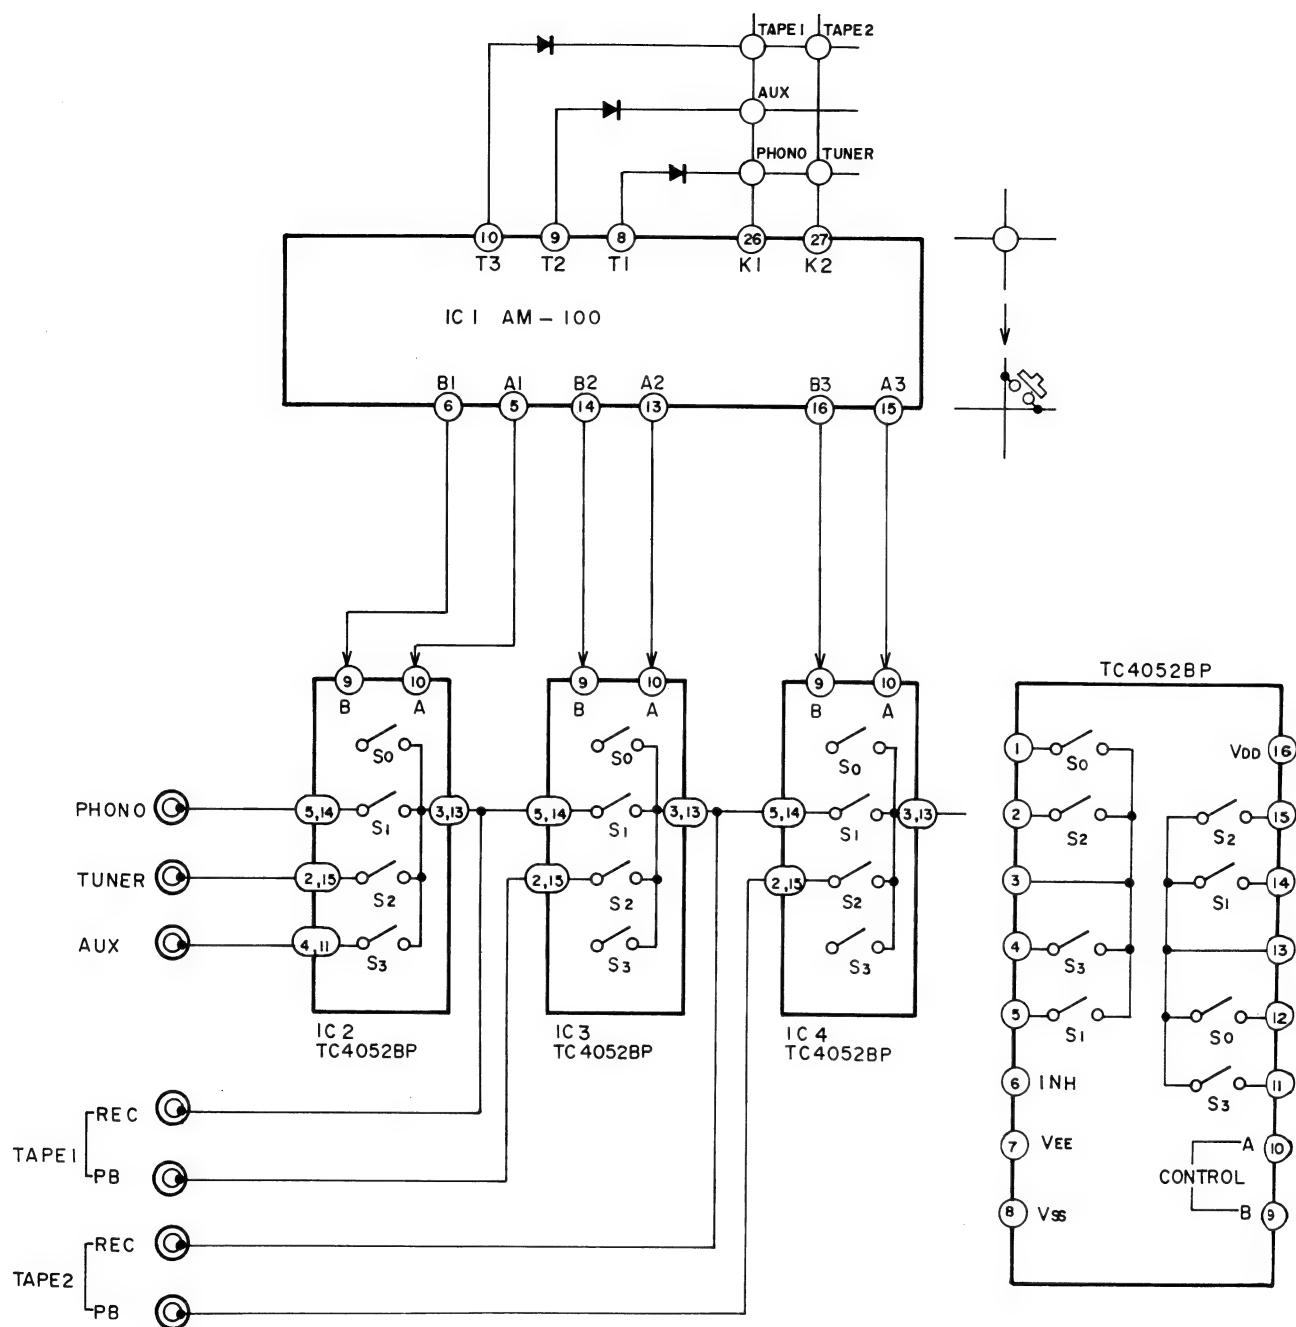 TAPE1 TAPE2
AUX
PHONO TUNER
10 9 8 26 27
T3 T2 T1 K1 K2
IC1 AM-100
B1 A1 B2 A2 B3 A3
6 5 14 13 16 15
TC4052BP
9 10 9 10 9 10
B A B A B A
S0 S0 S0
PHONO 5,14 S1 3,13 5,14 S1 3,13 5,14 S1 3,13
TUNER 2,15 S2 2,15 S2 2,15 S2
AUX 4,11 S3 S3 S3
IC2 IC3 IC4
TC4052BP TC4052BP TC4052BP
1 S0 VDD 16
2 S2 S2 15
3 S1 14
4 S3 13
5 S1 S0 12
6 INH S3 11
7 VEE A 10
CONTROL
8 VSS B 9
REC
TAPE1
PB
REC
TAPE2
PB